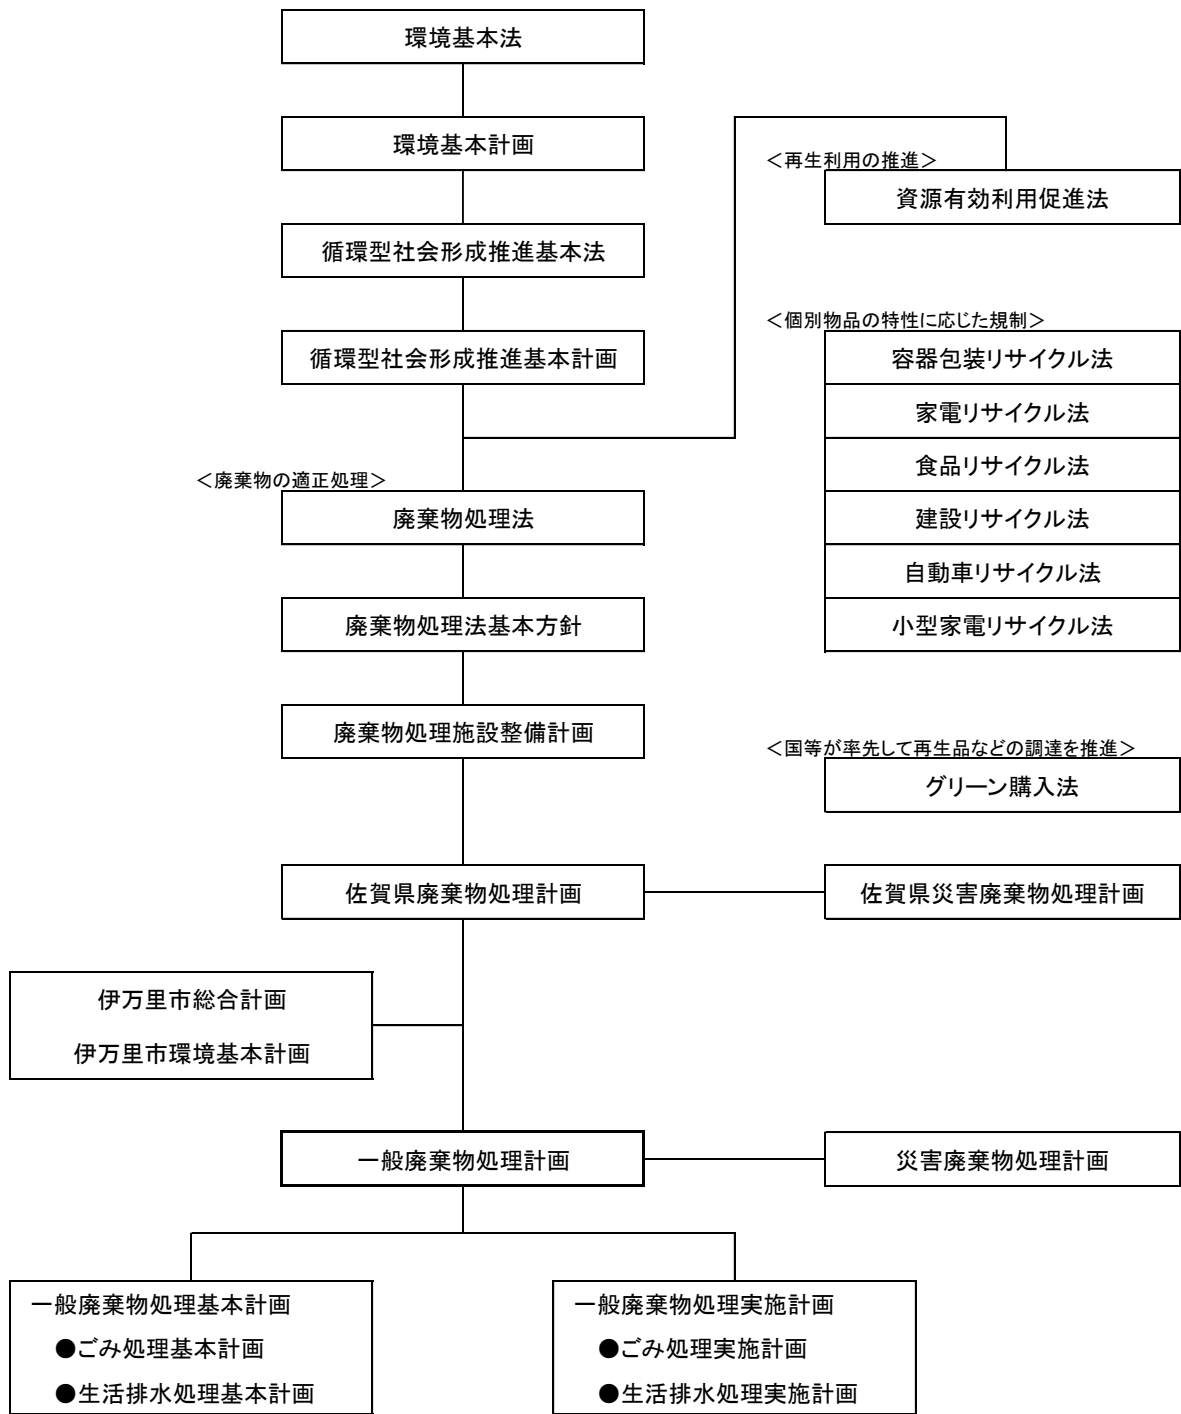 環境基本法
環境基本計画
＜再生利用の推進＞
資源有効利用促進法
循環型社会形成推進基本法
＜個別物品の特性に応じた規制＞
循環型社会形成推進基本計画
容器包装リサイクル法
家電リサイクル法
食品リサイクル法
＜廃棄物の適正処理＞
廃棄物処理法
建設リサイクル法
自動車リサイクル法
廃棄物処理法基本方針
小型家電リサイクル法
廃棄物処理施設整備計画
＜国等が率先して再生品などの調達を推進＞
グリーン購入法
佐賀県廃棄物処理計画
佐賀県災害廃棄物処理計画
伊万里市総合計画
伊万里市環境基本計画
一般廃棄物処理計画
災害廃棄物処理計画
一般廃棄物処理基本計画
●ごみ処理基本計画
●生活排水処理基本計画
一般廃棄物処理実施計画
●ごみ処理実施計画
●生活排水処理実施計画